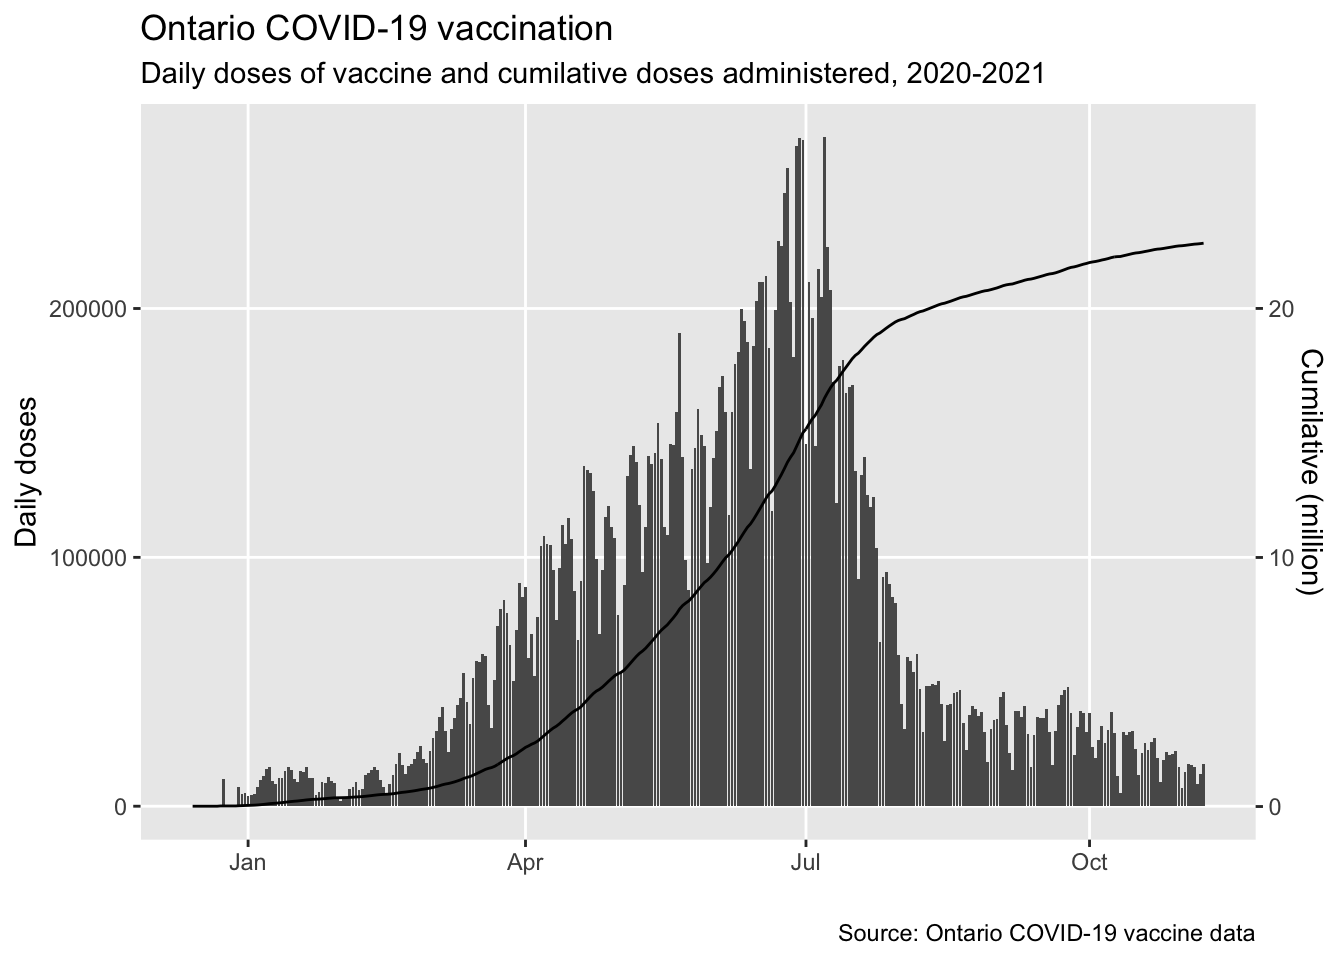 Ontario COVID-19 vaccination
Daily doses of vaccine and cumilative doses administered, 2020-2021
Daily doses
200000
100000
0
20
10
0
Cumilative (million)
Jan
Apr
Jul
Oct
Source: Ontario COVID-19 vaccine data